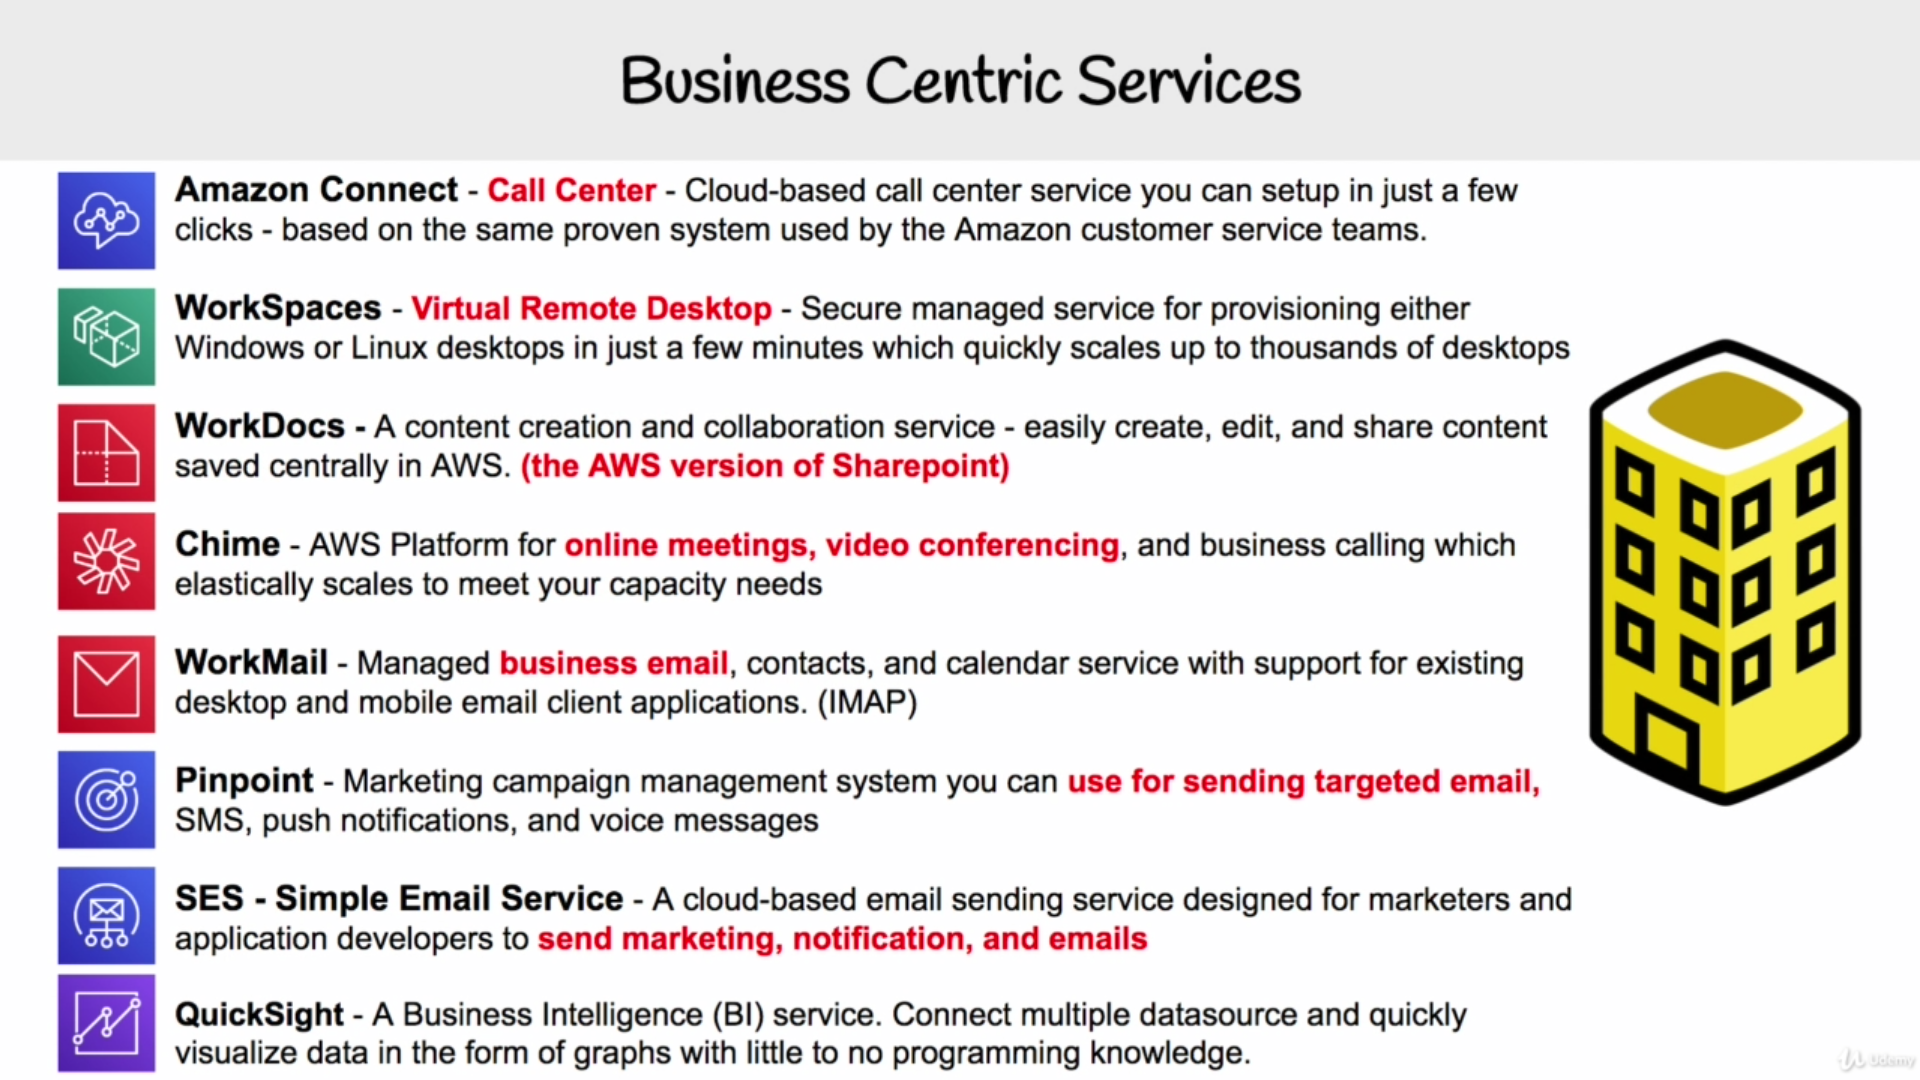 Business Centric Services
Amazon Connect - Call Center - Cloud-based call center service you can setup in just a few
clicks - based on the same proven system used by the Amazon customer service teams.
WorkSpaces - Virtual Remote Desktop - Secure managed service for provisioning either
Windows or Linux desktops in just a few minutes which quickly scales up to thousands of desktops
WorkDocs - A content creation and collaboration service - easily create, edit, and share content
saved centrally in AWS. (the AWS version of Sharepoint)
Chime - AWS Platform for online meetings, video conferencing, and business calling which
elastically scales to meet your capacity needs
WorkMail - Managed business email, contacts, and calendar service with support for existing
desktop and mobile email client applications. (IMAP)
Pinpoint - Marketing campaign management system you can use for sending targeted email,
SMS, push notifications, and voice messages
SES - Simple Email Service - A cloud-based email sending service designed for marketers and
application developers to send marketing, notification, and emails
QuickSight - A Business Intelligence (BI) service. Connect multiple datasource and quickly
visualize data in the form of graphs with little to no programming knowledge.
Udemy